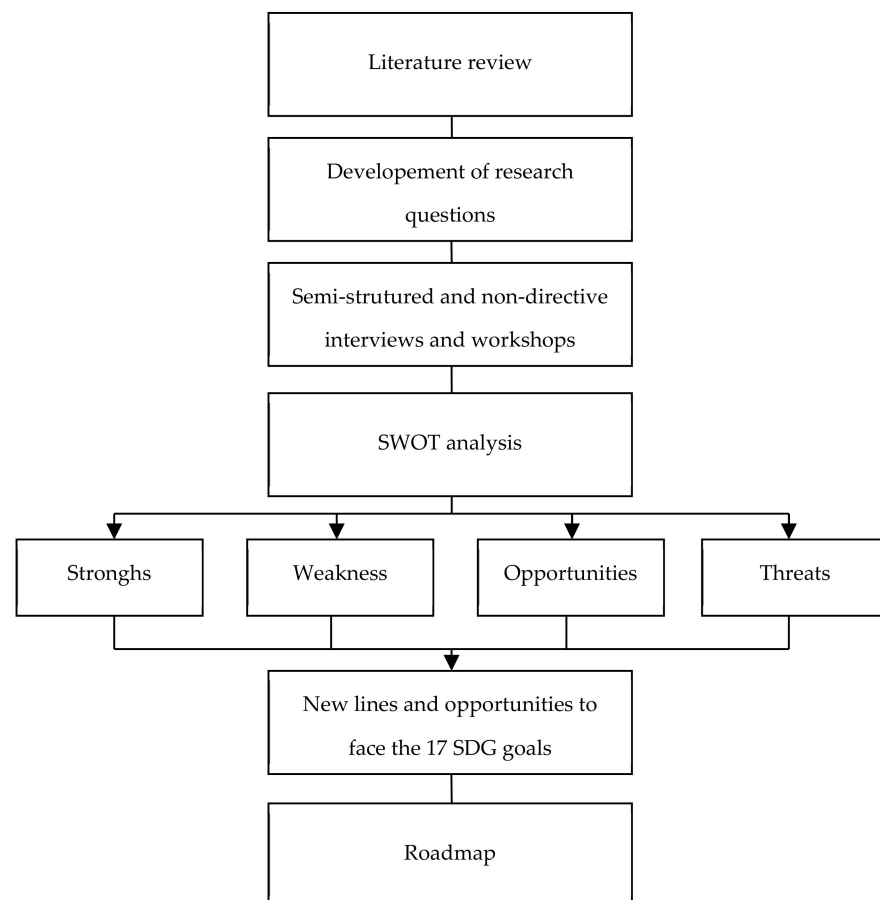 Literature review
Developement of research
questions
Semi-strutured and non-directive
interviews and workshops
SWOT analysis
Stronghs
Weakness
Opportunities
Threats
New lines and opportunities to
face the 17 SDG goals
Roadmap